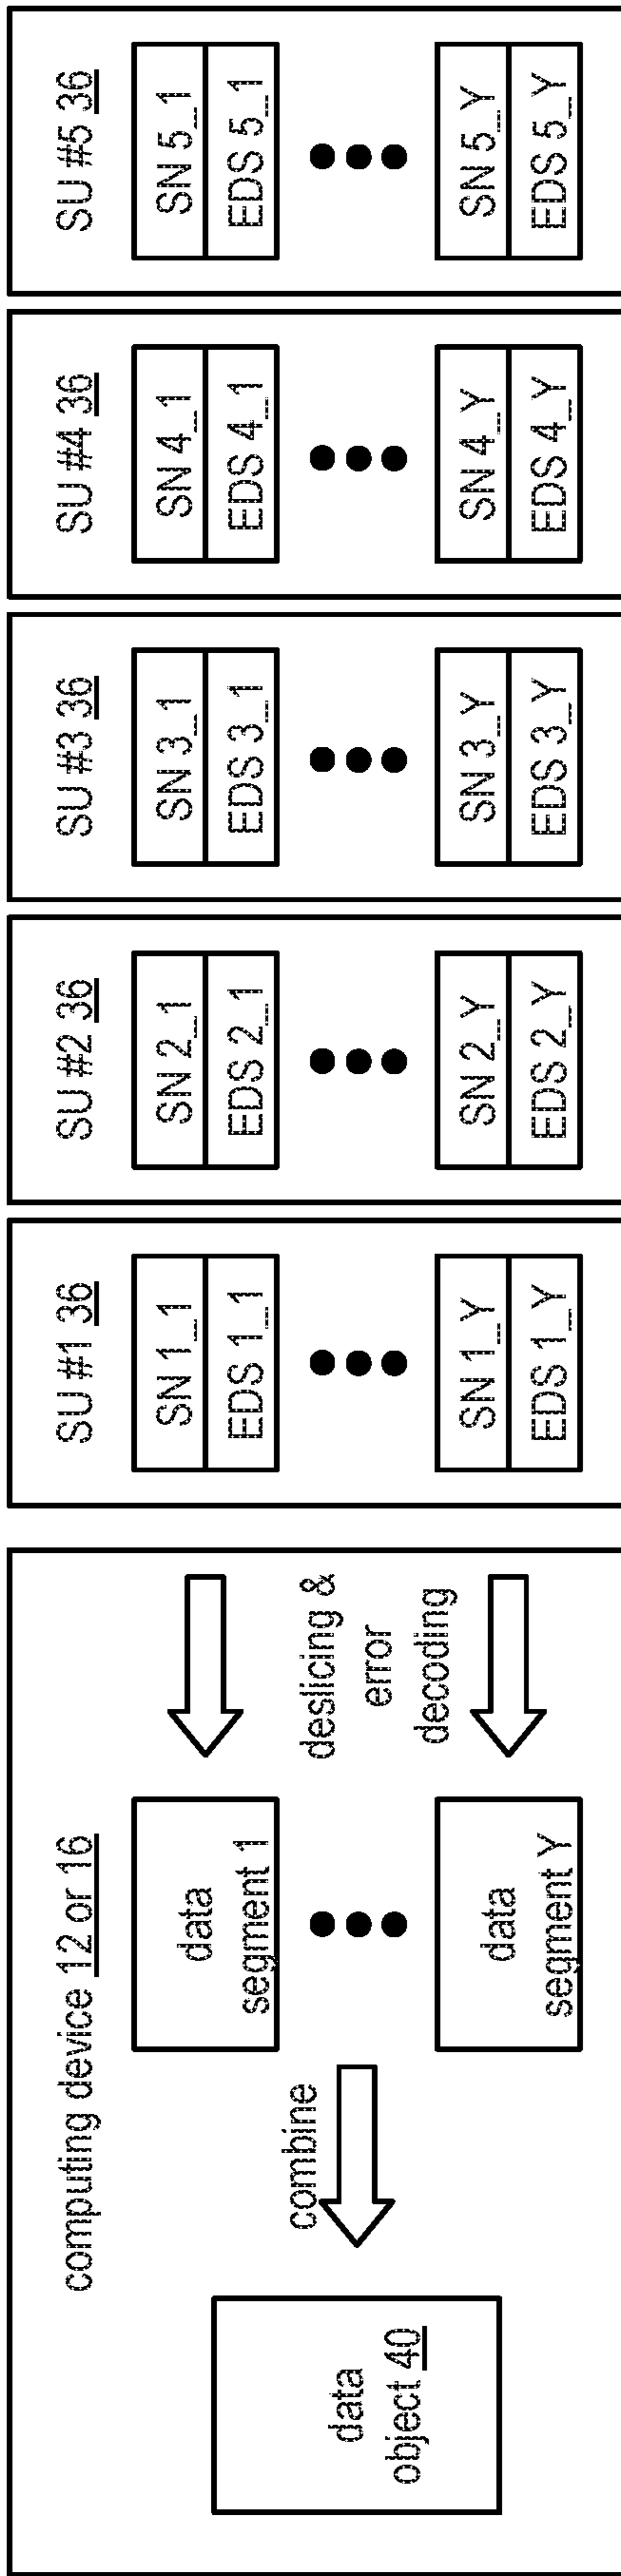 computing device 12 or 16
data
object 40
combine
data
segment 1
data
segment Y
deslicing &
error
decoding
SU #1 36
SN 1_1
EDS 1_1
SN 1_Y
EDS 1_Y
SU #2 36
SN 2_1
EDS 2_1
SN 2_Y
EDS 2_Y
SU #3 36
SN 3_1
EDS 3_1
SN 3_Y
EDS 3_Y
SU #4 36
SN 4_1
EDS 4_1
SN 4_Y
EDS 4_Y
SU #5 36
SN 5_1
EDS 5_1
SN 5_Y
EDS 5_Y